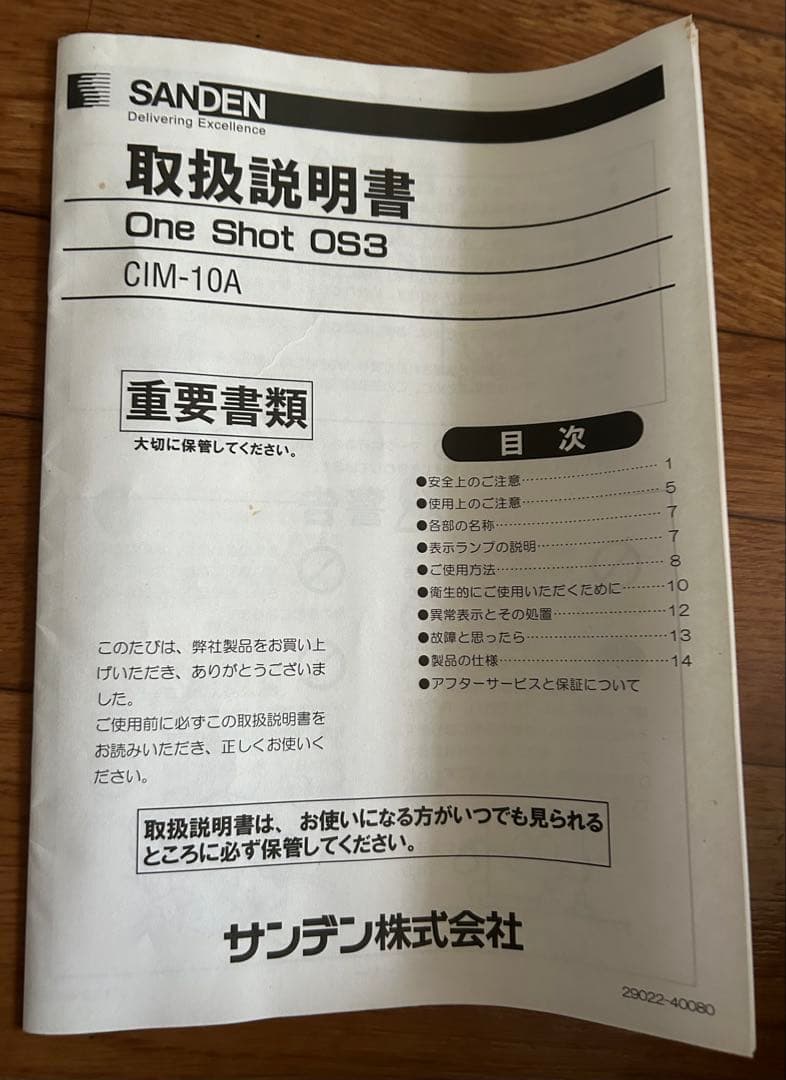 SANDEN
Delivering Excellence
取扱説明書
One Shot OS3
CIM-10A
重要書類
大切に保管してください。
目 次
●安全上のご注意……………………1
●使用上のご注意……………………5
●各部の名称……………………7
●表示ランプの説明……………………7
●ご使用方法……………………8
●衛生的にご使用いただくために……………10
●異常表示とその処置……………………12
●故障と思ったら……………………13
●製品の仕様……………………14
●アフターサービスと保証について
このたびは、弊社製品をお買い上
げいただき、ありがとうございま
した。
ご使用前に必ずこの取扱説明書を
お読みいただき、正しくお使いく
ださい。
取扱説明書は、お使いになる方がいつでも見られる
ところに必ず保管してください。
サンデン株式会社
29022-40080